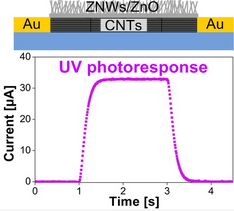 ZNWs/ZnO
Au
CNTs
Au
UV photoresponse
40
30
20
10
0
Current [µA]
0
1
2
3
4
Time [s]